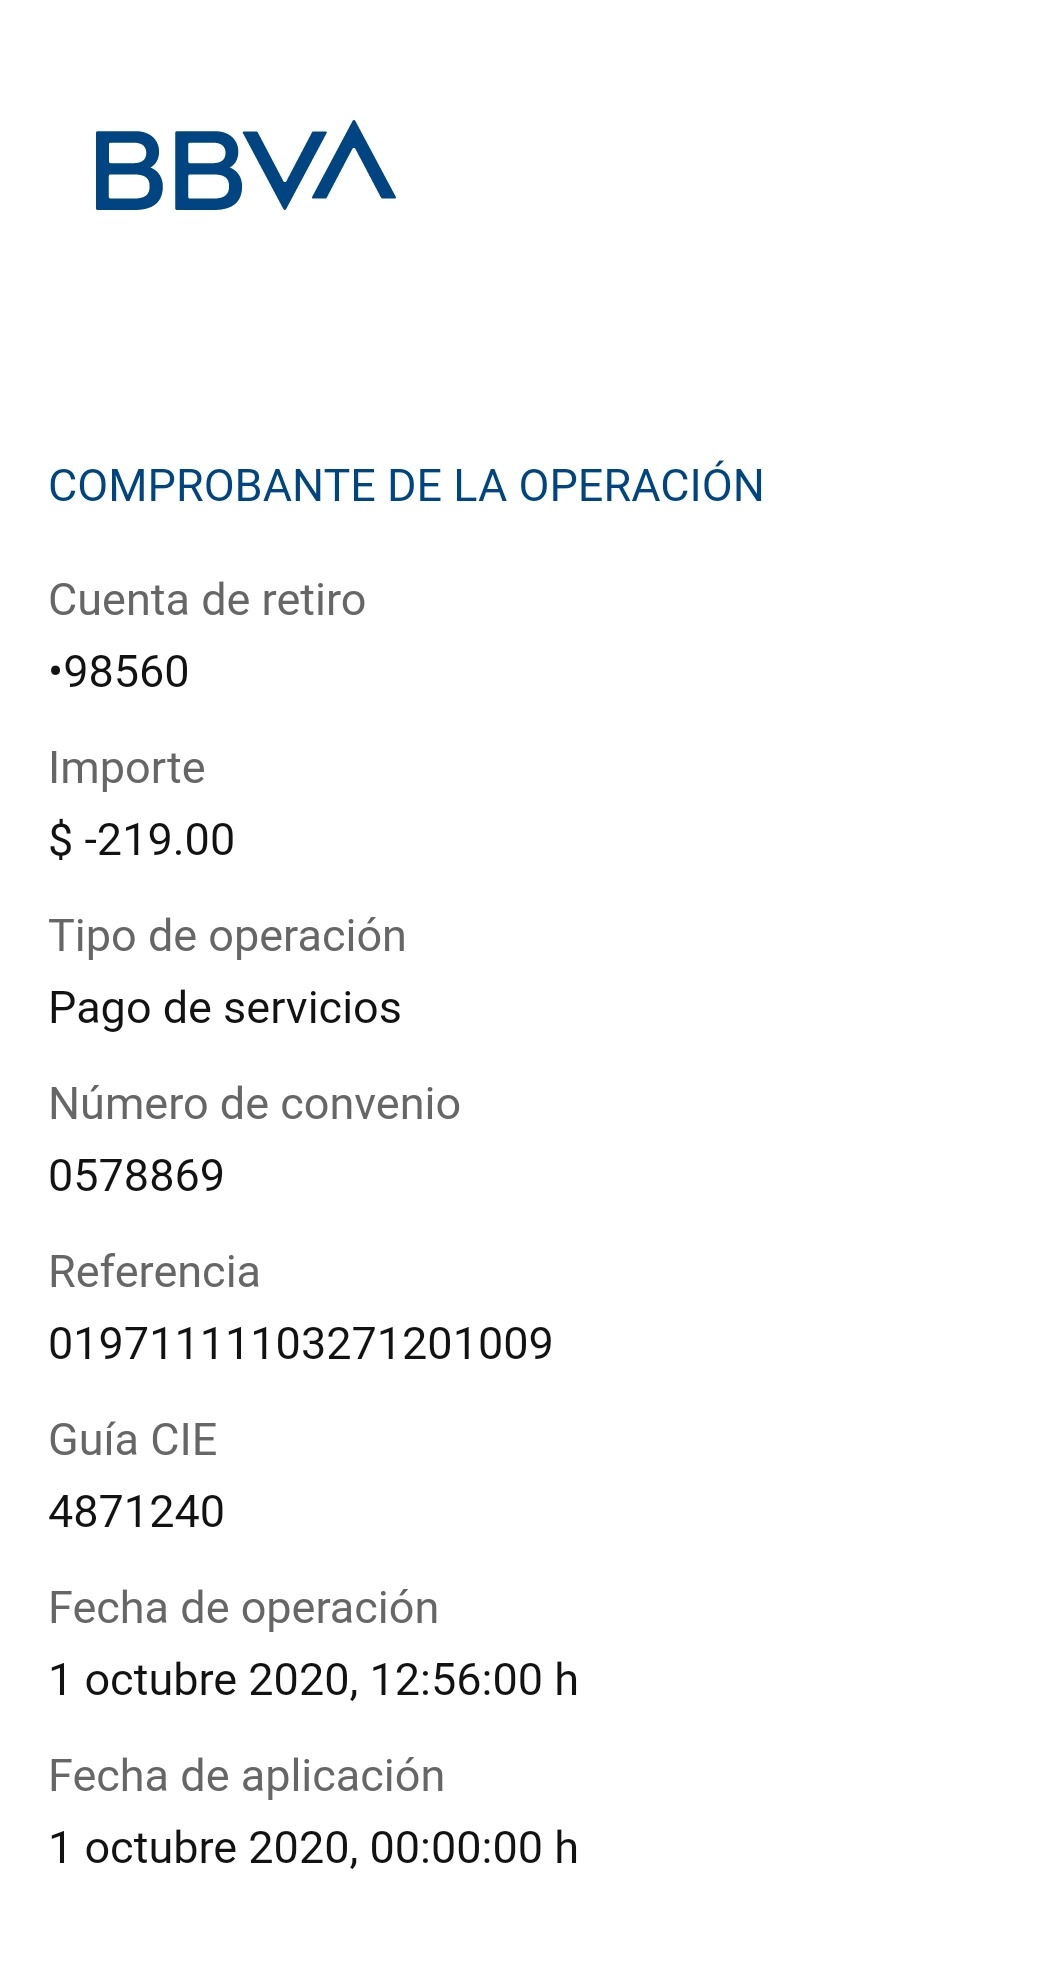 BBVA
COMPROBANTE DE LA OPERACIÓN
Cuenta de retiro
•98560
Importe
$ -219.00
Tipo de operación
Pago de servicios
Número de convenio
0578869
Referencia
01971111103271201009
Guía CIE
4871240
Fecha de operación
1 octubre 2020, 12:56:00 h
Fecha de aplicación
1 octubre 2020, 00:00:00 h